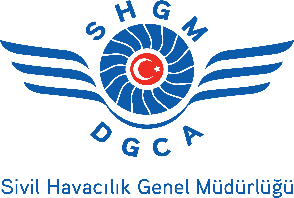 SHGM
DGCA
Sivil Havacılık Genel Müdürlüğü